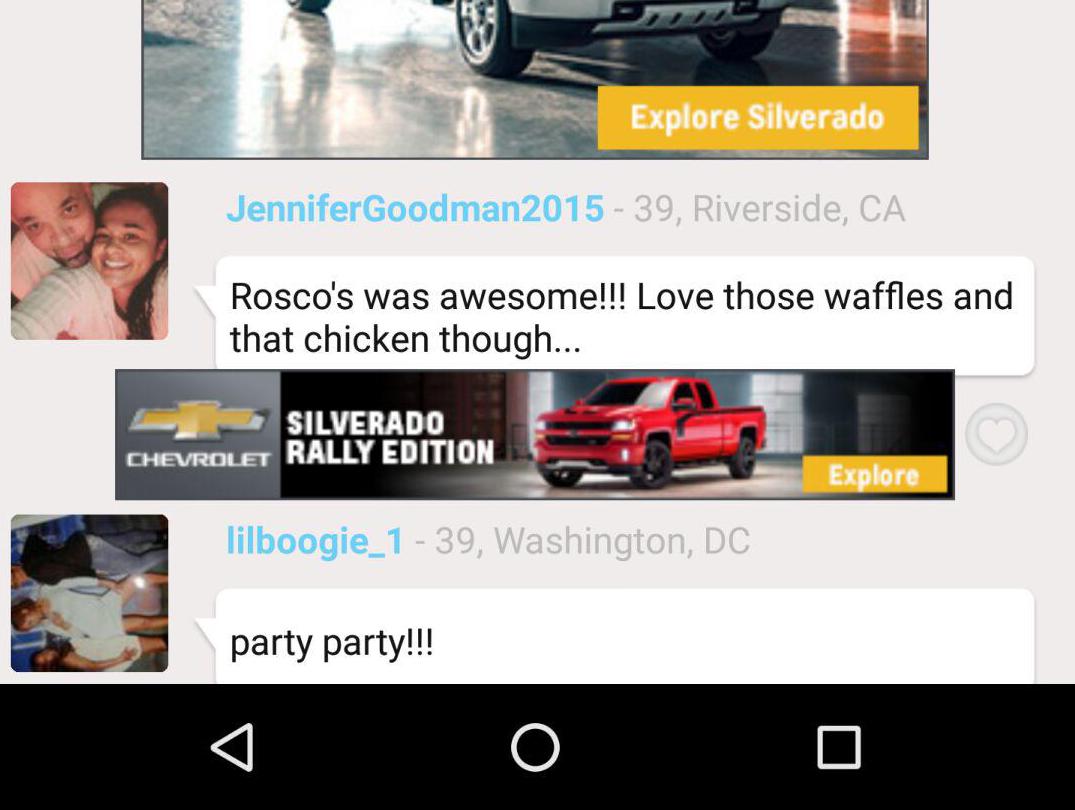 Explore Silverado
JenniferGoodman2015 - 39, Riverside, CA
Rosco's was awesome!!! Love those waffles and
that chicken though...
CHEVROLET
SILVERADO
RALLY EDITION
Explore
lilboogie_1 - 39, Washington, DC
party party!!!